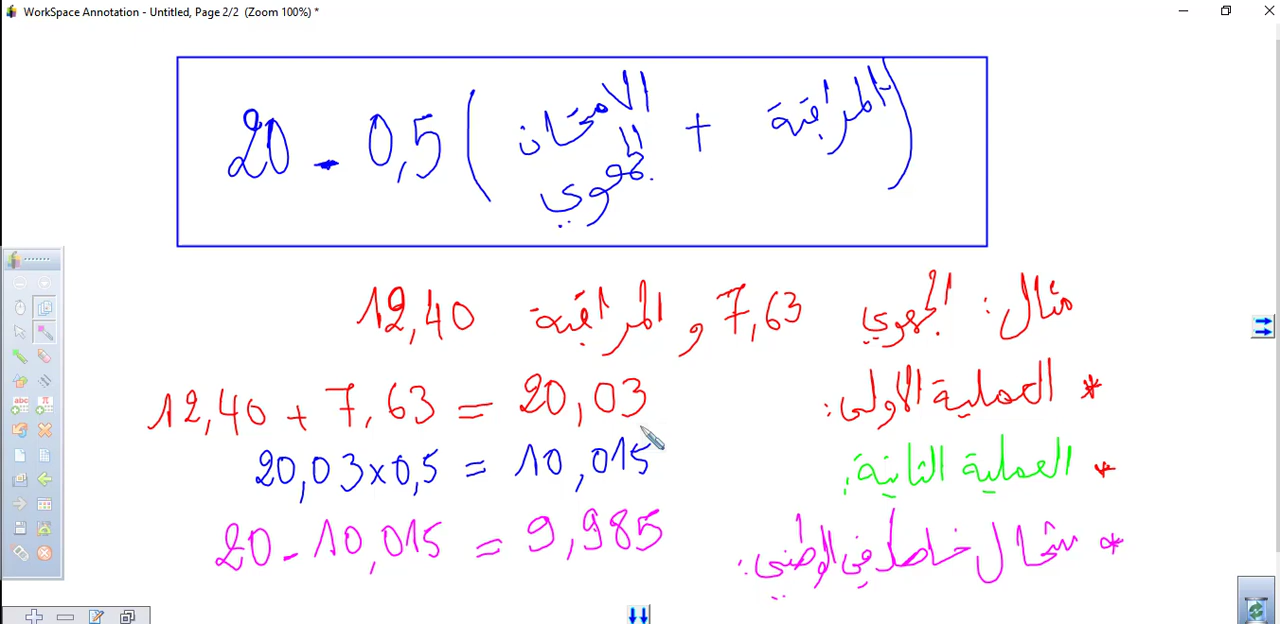 WorkSpace Annotation - Untitled, Page 2/2 (Zoom 100%) *
20 - 0,5 (الامتحان الجهوي + المراقبة)
مثال: الجهوي 7,63 و المراقبة 12,40
* العملية الأولى: 12,40 + 7,63 = 20,03
* العملية الثانية: 20,03 x 0,5 = 10,015
* شحال خاصك في الوطني: 20 - 10,015 = 9,985